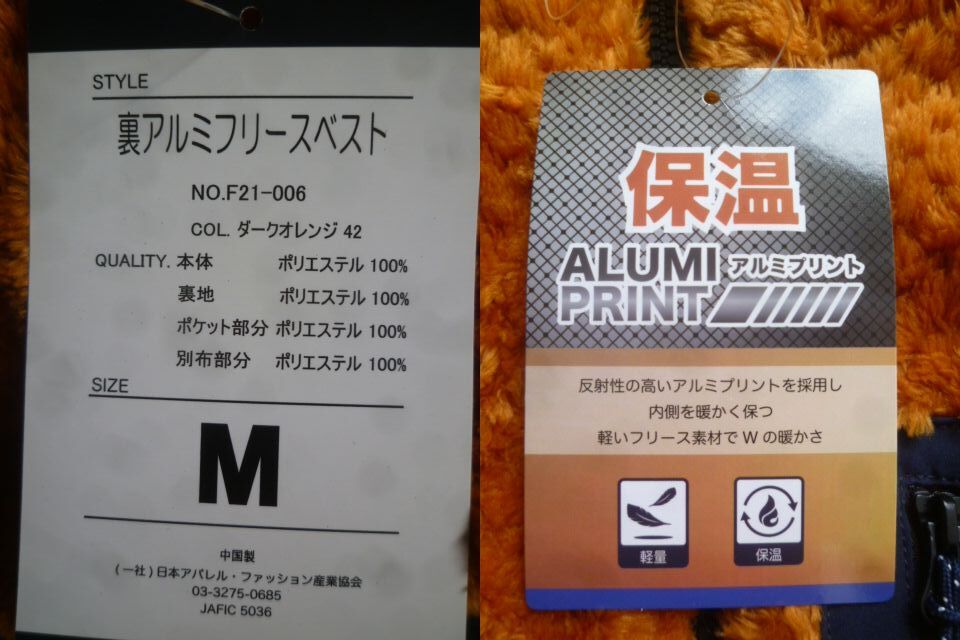 STYLE
裏アルミフリースベスト
NO.F21-006
COL. ダークオレンジ 42
QUALITY. 本体 ポリエステル 100%
裏地 ポリエステル 100%
ポケット部分 ポリエステル 100%
別布部分 ポリエステル 100%
SIZE
M
中国製
(一社)日本アパレル・ファッション産業協会
03-3275-0685
JAFIC 5036
保温
ALUMI アルミプリント
PRINT
反射性の高いアルミプリントを採用し
内側を暖かく保つ
軽いフリース素材でWの暖かさ
軽量 保温